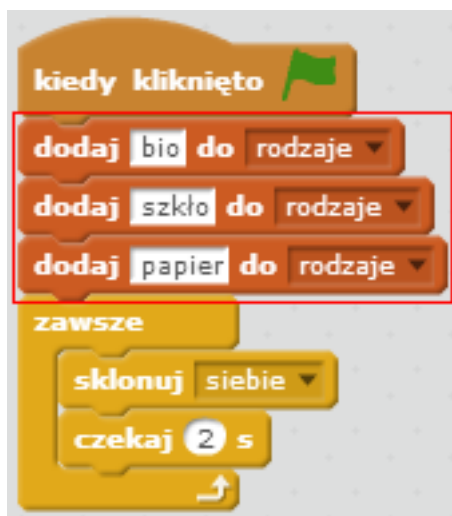 kiedy kliknięto
dodaj bio do rodzaje
dodaj szkło do rodzaje
dodaj papier do rodzaje
zawsze
sklonuj siebie
czekaj 2 s